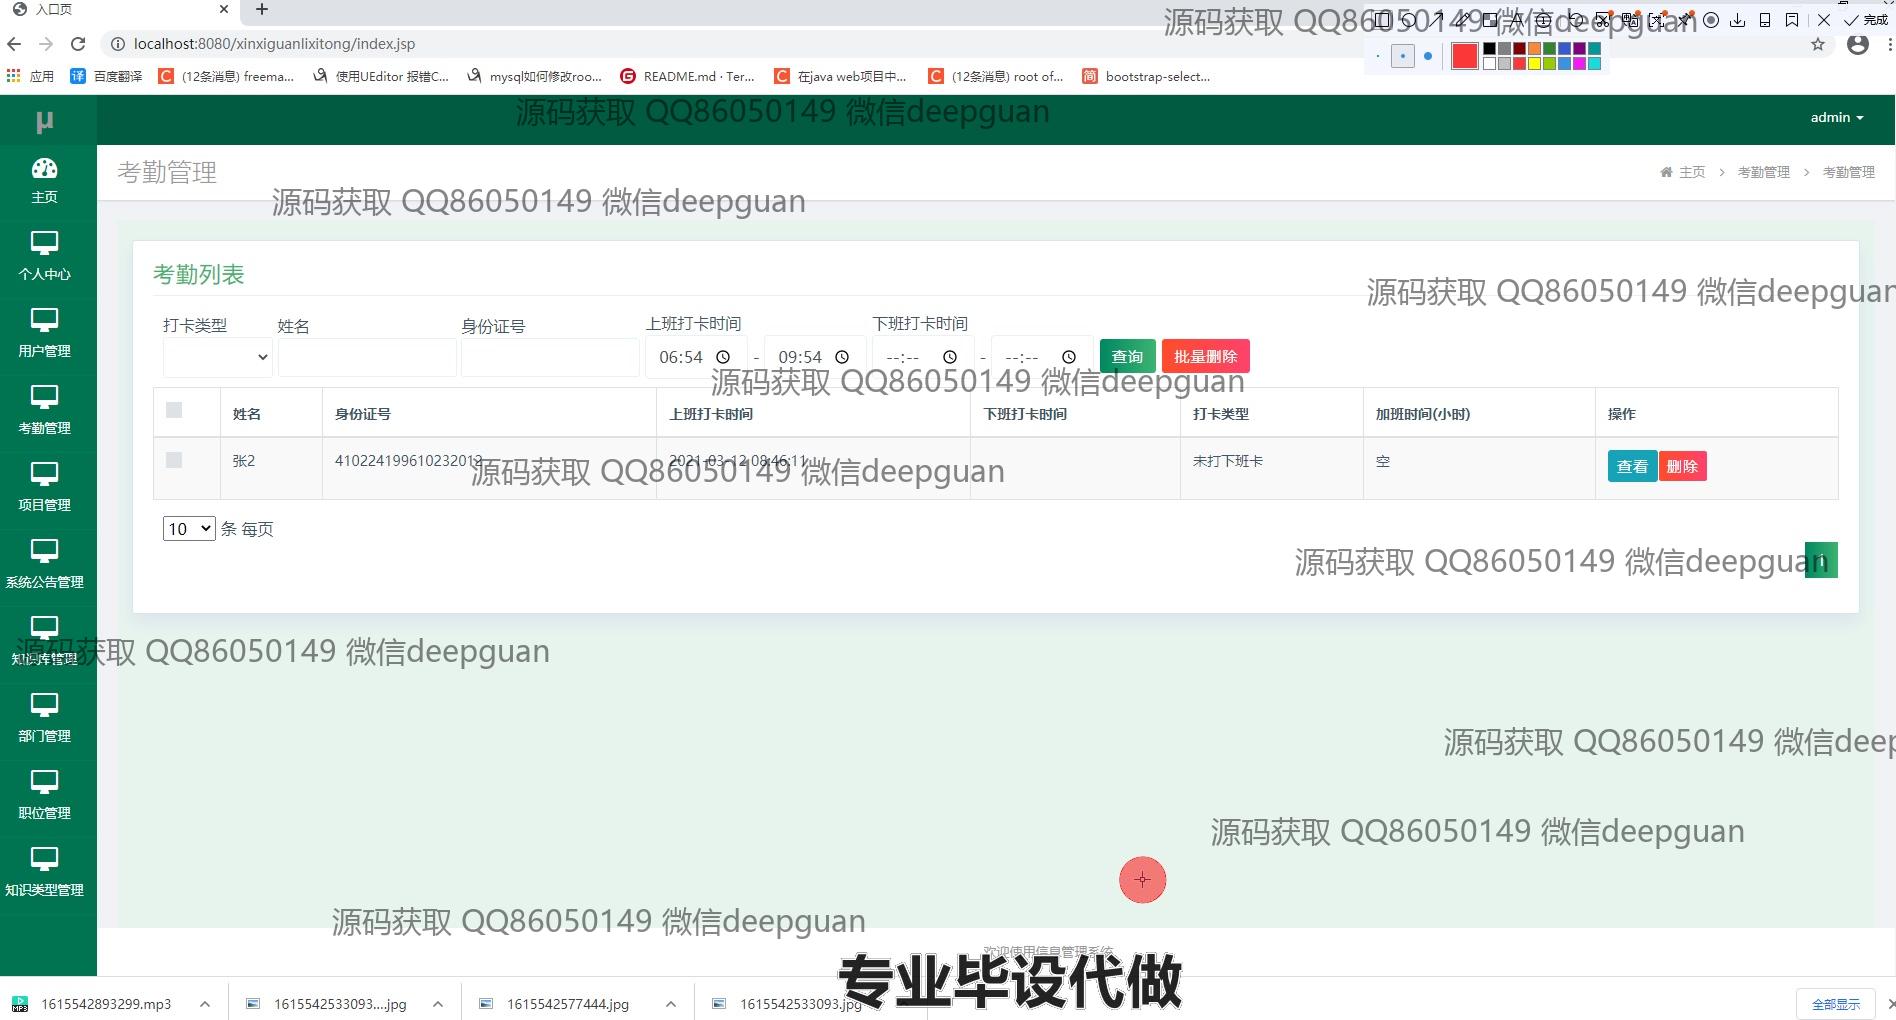 入口页
源码获取 QQ86050149 微信deepguan
完成
localhost:8080/xinxiguanlixitong/index.jsp
应用
百度翻译
(12条消息) freema...
使用UEditor 报错C...
mysql如何修改roo...
README.md · Ter...
在java web项目中...
(12条消息) root of...
bootstrap-select...
μ
源码获取 QQ86050149 微信deepguan
admin
考勤管理
主页 > 考勤管理 > 考勤管理
源码获取 QQ86050149 微信deepguan
主页
个人中心
用户管理
考勤管理
项目管理
系统公告管理
知识库管理
部门管理
职位管理
知识类型管理
考勤列表
源码获取 QQ86050149 微信deepguan
打卡类型 姓名 身份证号 上班打卡时间 下班打卡时间
06:54 - 09:54 --:-- - --:-- 查询 批量删除
源码获取 QQ86050149 微信deepguan
姓名 身份证号 上班打卡时间 下班打卡时间 打卡类型 加班时间(小时) 操作
张2 410224199610232012 2021-03-12 08:46:11 未打下班卡 空 查看 删除
源码获取 QQ86050149 微信deepguan
10 条 每页
源码获取 QQ86050149 微信deepguan
1
源码获取 QQ86050149 微信deepguan
源码获取 QQ86050149 微信deep
源码获取 QQ86050149 微信deepguan
源码获取 QQ86050149 微信deepguan
欢迎使用信息管理系统
专业毕设代做
1615542893299.mp3
1615542533093....jpg
1615542577444.jpg
1615542533093.jpg
全部显示